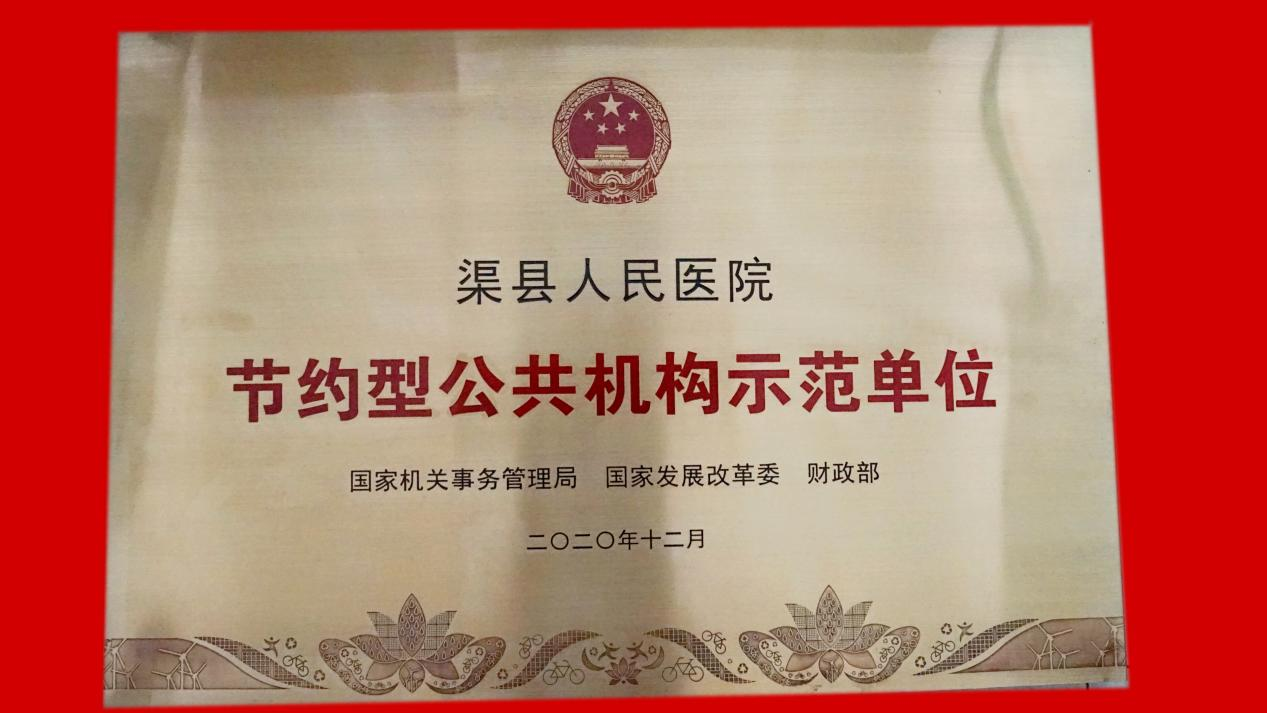 渠县人民医院
节约型公共机构示范单位
国家机关事务管理局 国家发展改革委 财政部
二〇二〇年十二月